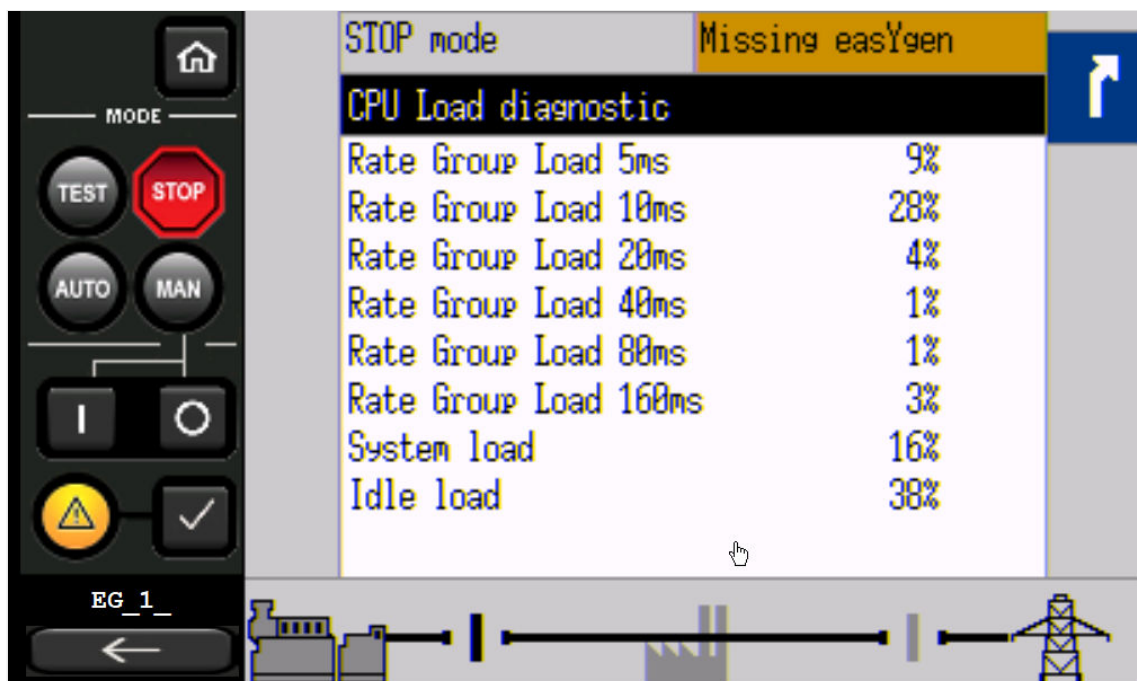 MODE
TEST
STOP
AUTO
MAN
EG_1_
STOP mode Missing easYgen
CPU Load diagnostic
Rate Group Load 5ms 9%
Rate Group Load 10ms 28%
Rate Group Load 20ms 4%
Rate Group Load 40ms 1%
Rate Group Load 80ms 1%
Rate Group Load 160ms 3%
System load 16%
Idle load 38%